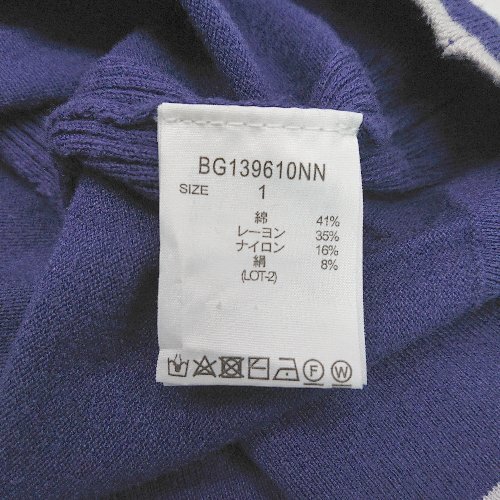 BG139610NN
SIZE 1
綿 41%
レーヨン 35%
ナイロン 16%
絹 8%
(LOT-2)
F W